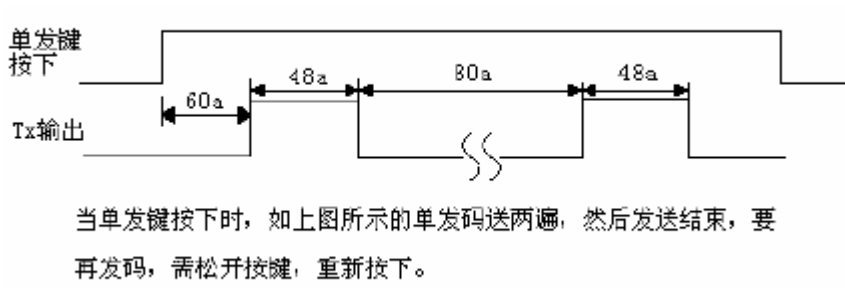 单发键
按下
48a
80a
48a
60a
Tx输出
当单发键按下时，如上图所示的单发码送两遍，然后发送结束，要
再发码，需松开按键，重新按下。